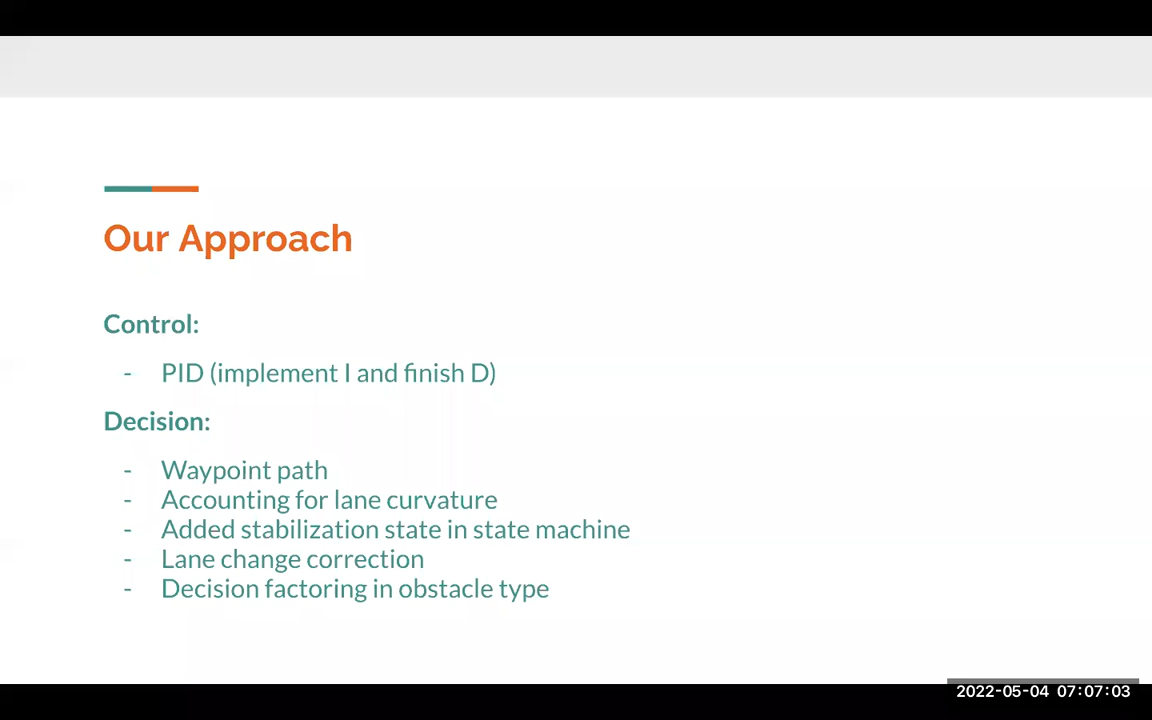 Our Approach
Control:
- PID (implement I and finish D)
Decision:
- Waypoint path
- Accounting for lane curvature
- Added stabilization state in state machine
- Lane change correction
- Decision factoring in obstacle type
2022-05-04 07:07:03